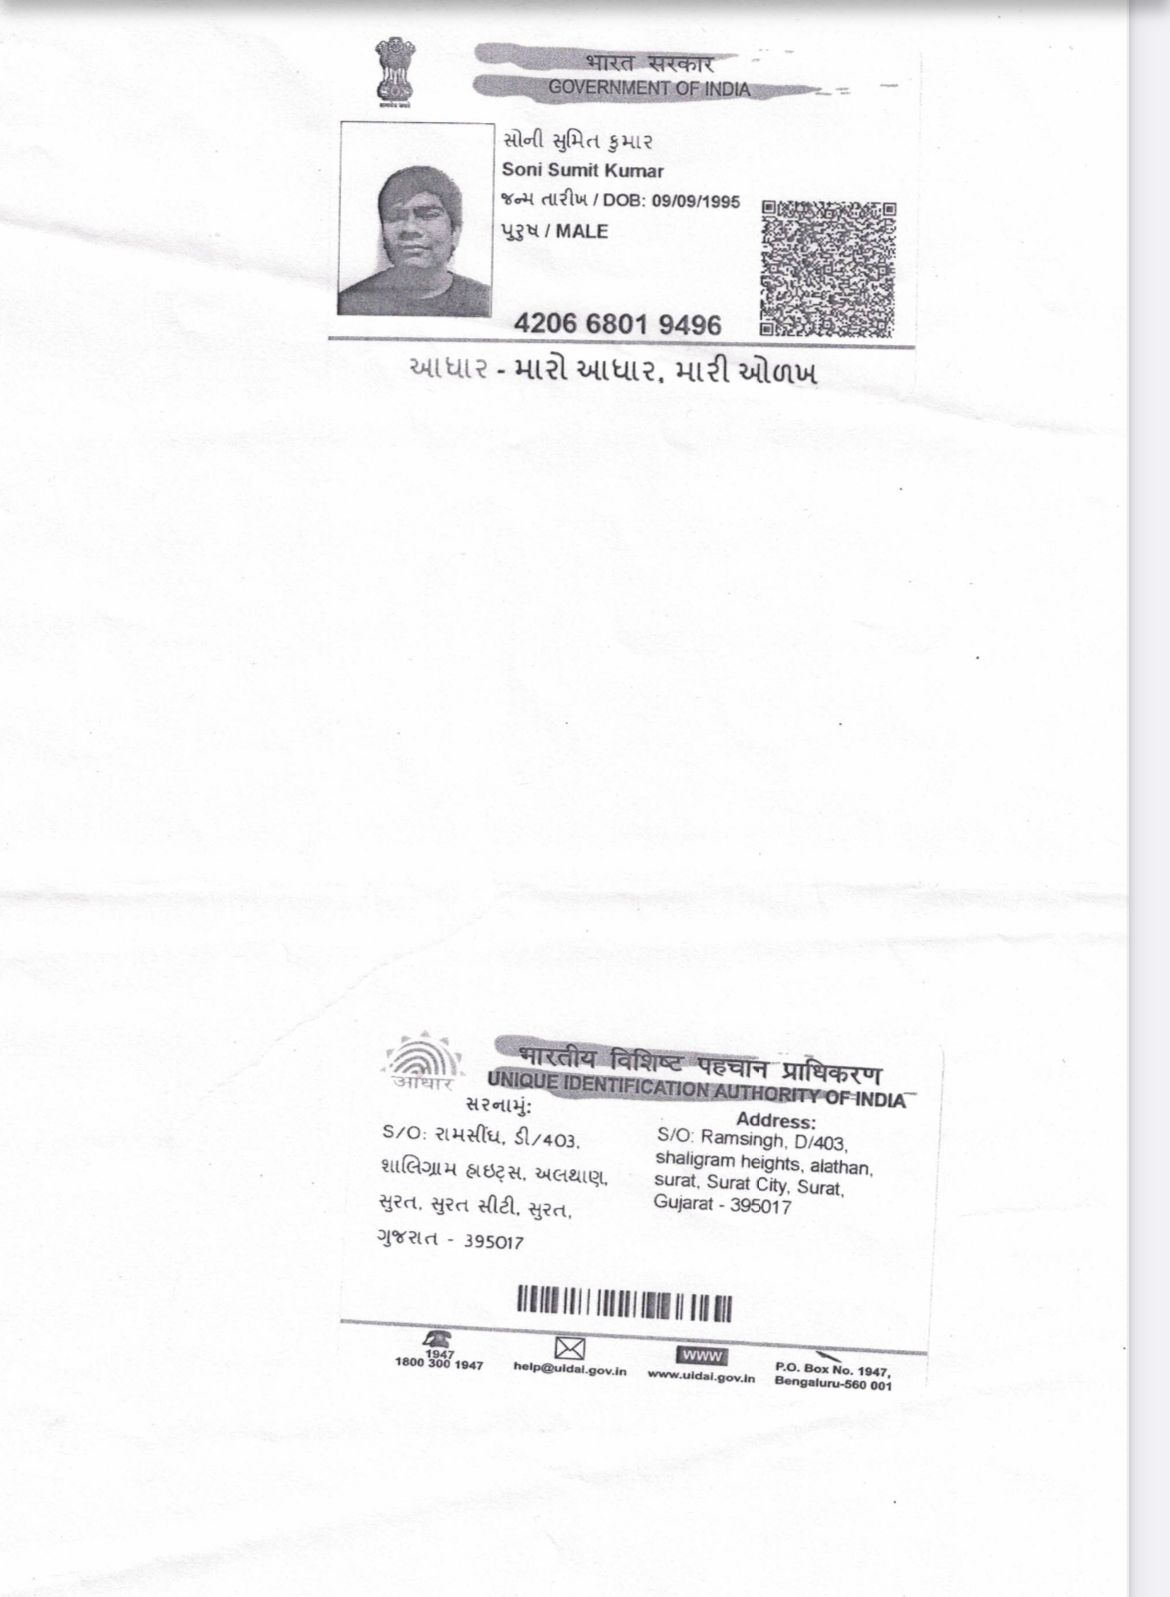 भारत सरकार
GOVERNMENT OF INDIA
સોની સુમિત કુમાર
Soni Sumit Kumar
જન્મ તારીખ / DOB: 09/09/1995
પુરુષ / MALE
4206 6801 9496
આધાર - મારો આધાર, મારી ઓળખ
भारतीय विशिष्ट पहचान प्राधिकरण
UNIQUE IDENTIFICATION AUTHORITY OF INDIA
आधार
સરનામું:
S/O: રામસીંઘ, ડી/403,
શાલિગ્રામ હાઇટ્સ, અલથાણ,
સુરત, સુરત સીટી, સુરત,
ગુજરાત - 395017
Address:
S/O: Ramsingh, D/403,
shaligram heights, alathan,
surat, Surat City, Surat,
Gujarat - 395017
1947
1800 300 1947
help@uidai.gov.in
www
www.uidai.gov.in
P.O. Box No. 1947,
Bengaluru-560 001